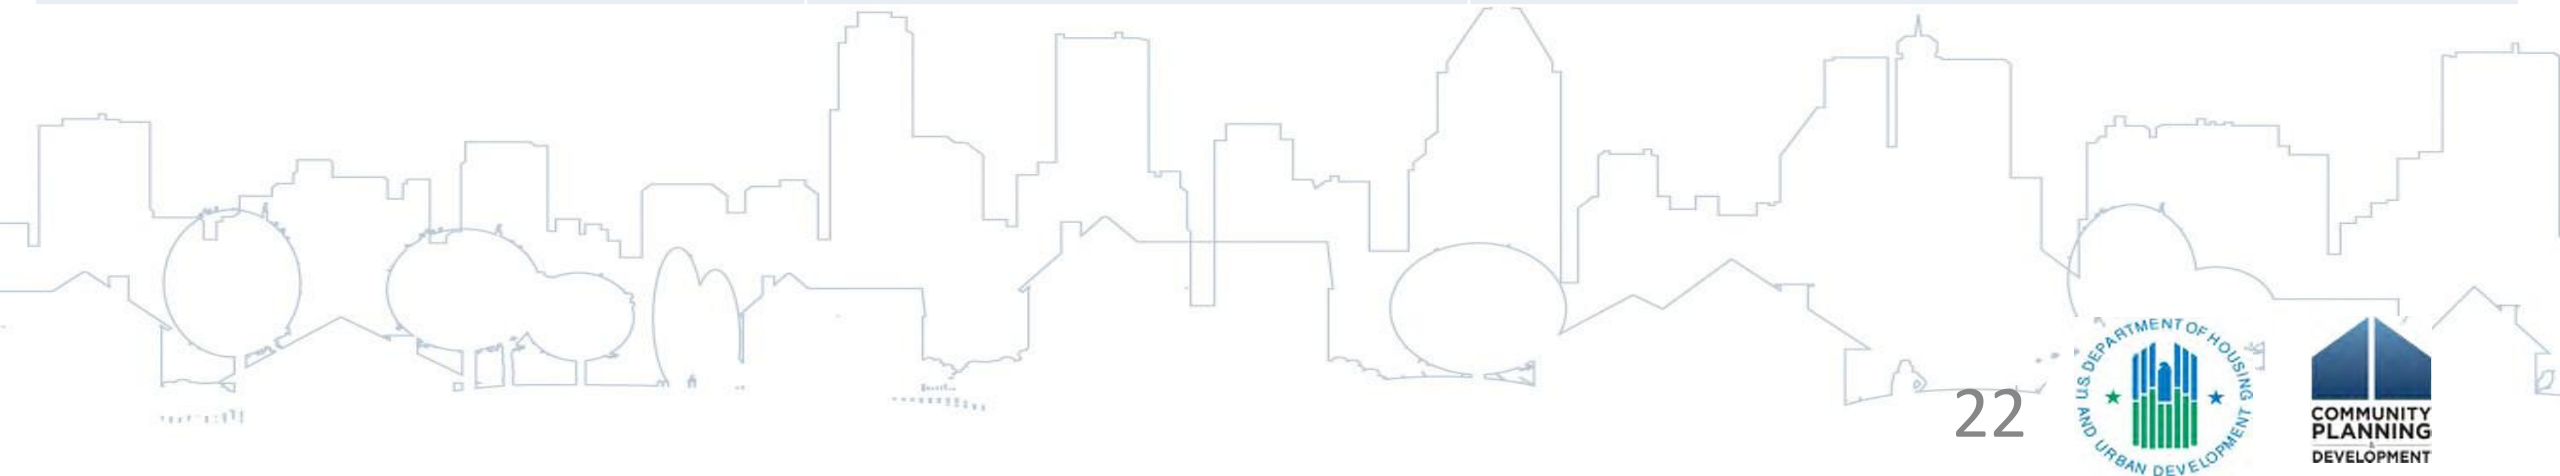 22
U.S. DEPARTMENT OF HOUSING AND URBAN DEVELOPMENT
COMMUNITY
PLANNING
&
DEVELOPMENT